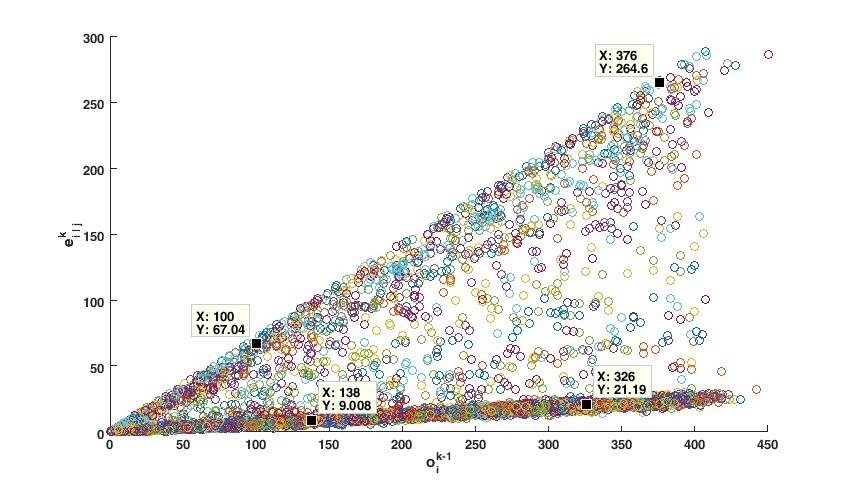 300
250
200
150
100
50
0
e^k_{i l j}
X: 376
Y: 264.6
X: 100
Y: 67.04
X: 138
Y: 9.008
X: 326
Y: 21.19
0 50 100 150 200 250 300 350 400 450
o_i^{k-1}